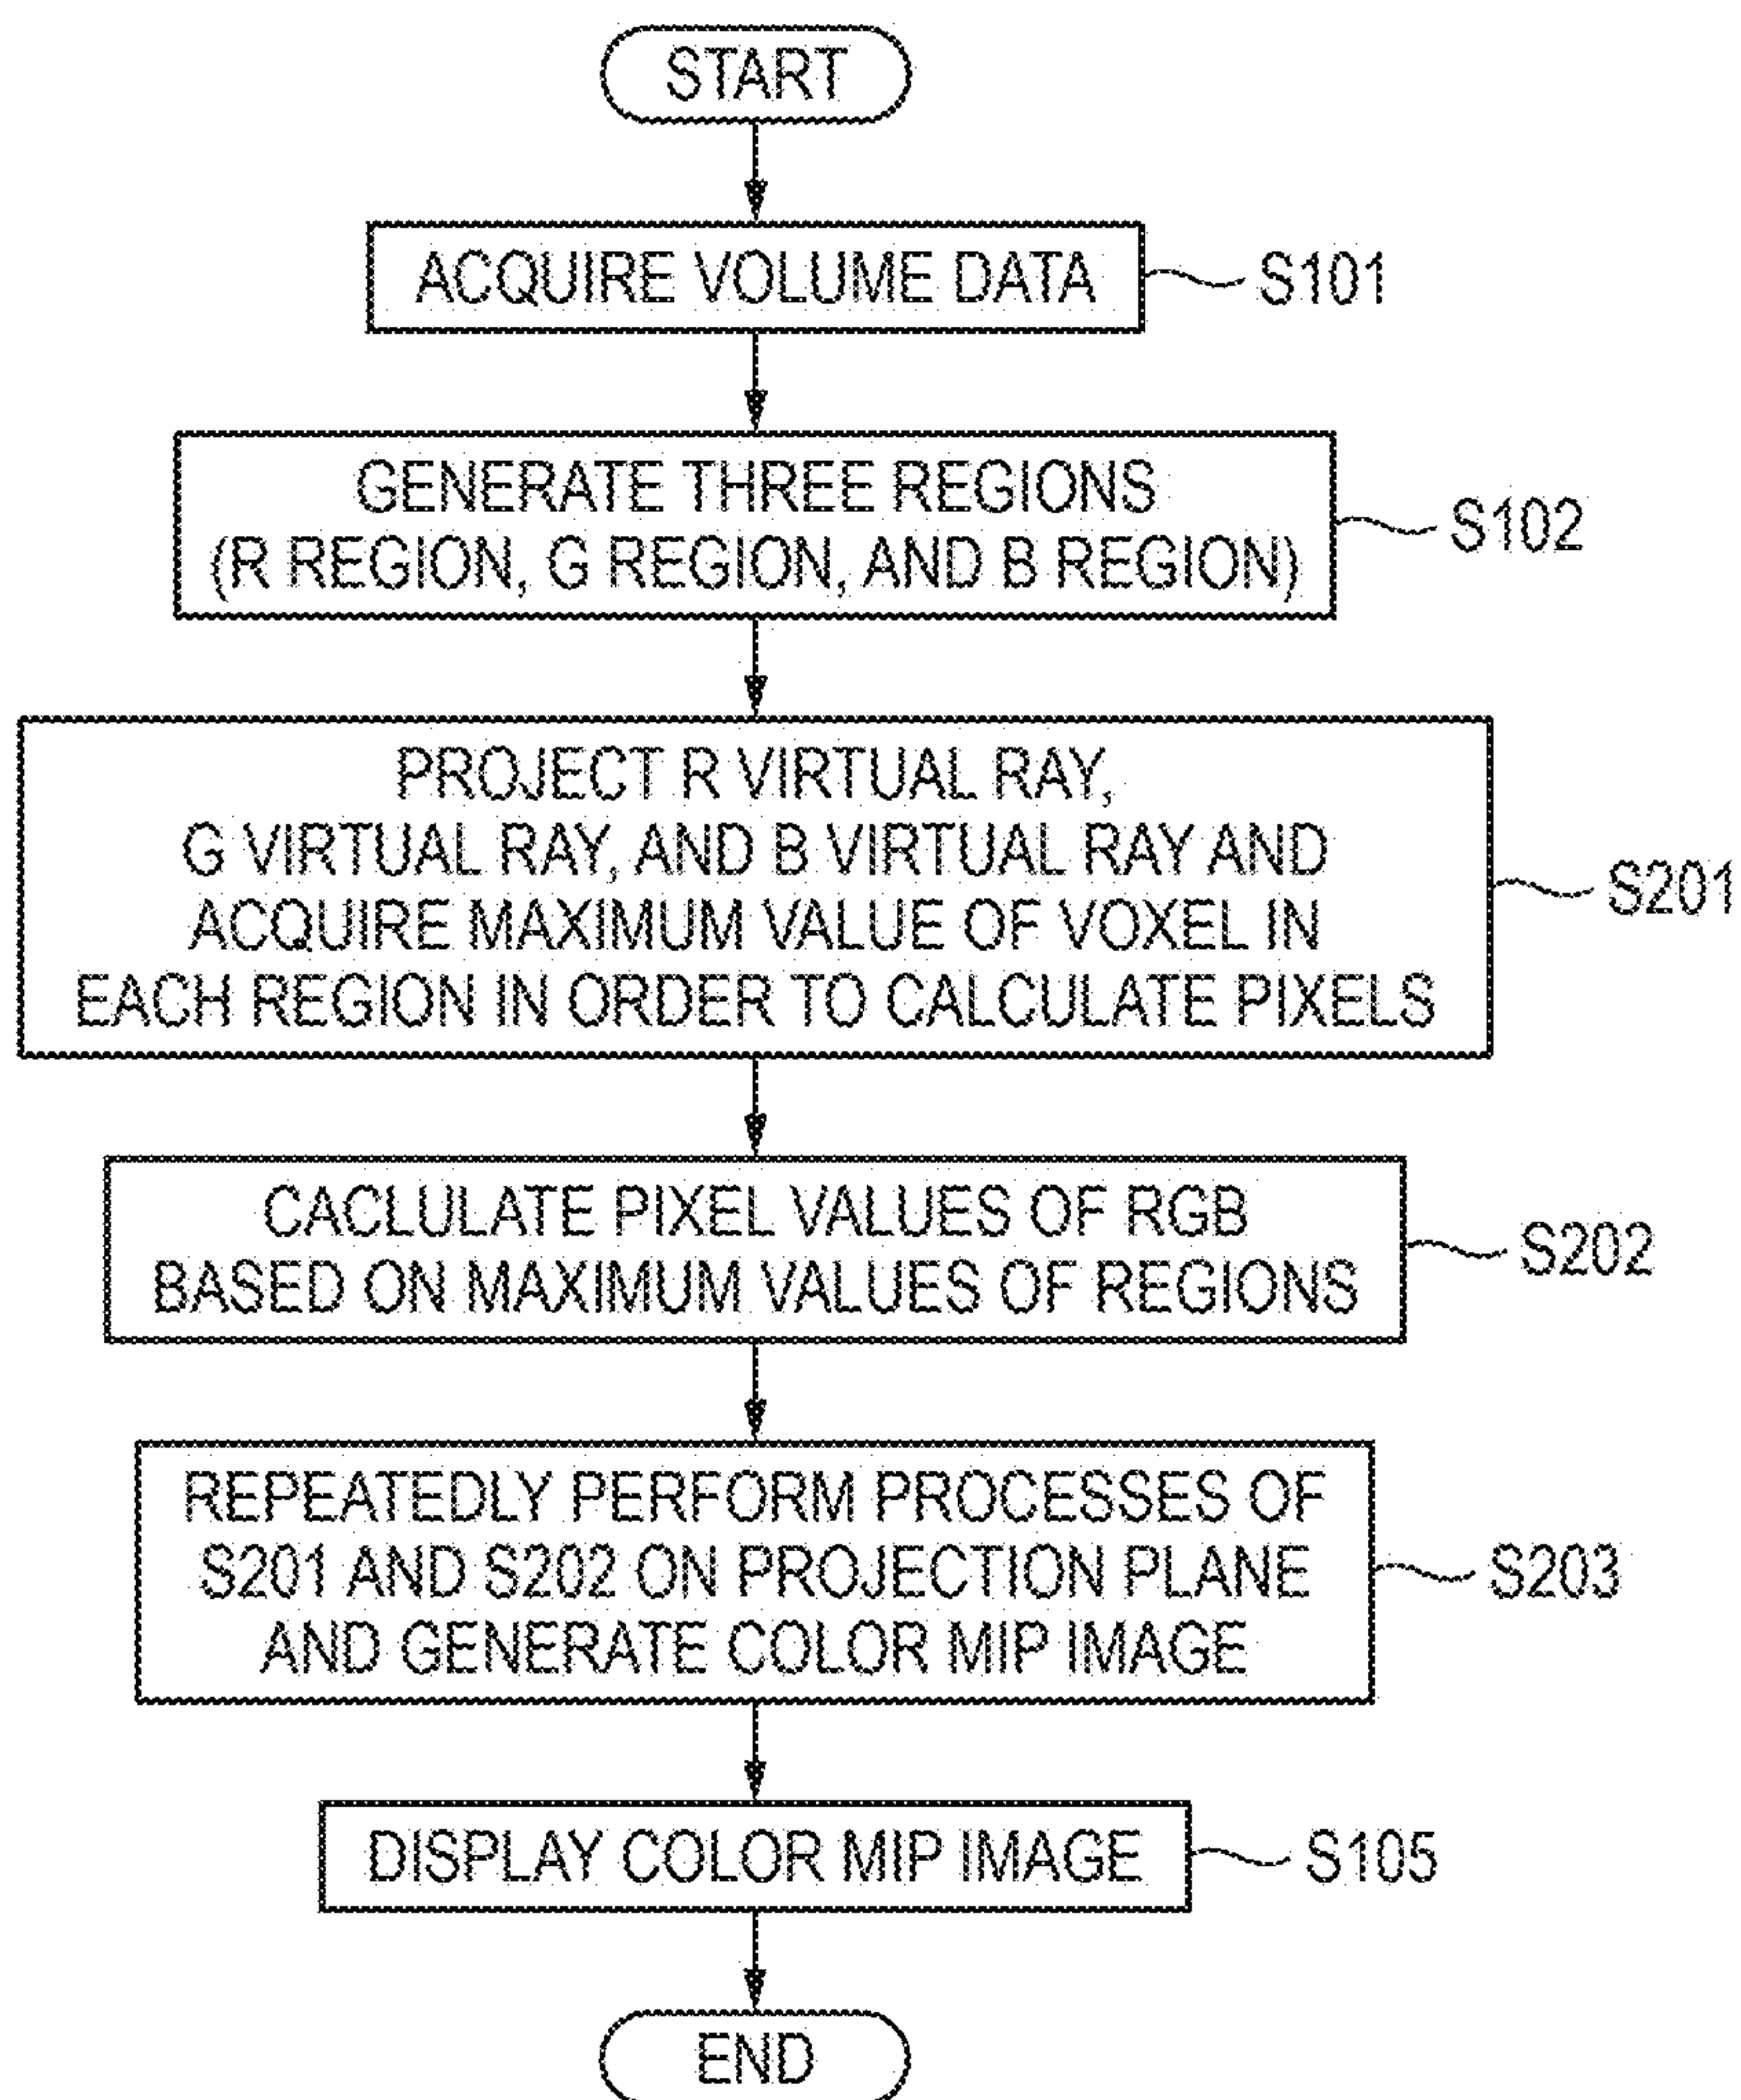 START
ACQUIRE VOLUME DATA
S101
GENERATE THREE REGIONS
(R REGION, G REGION, AND B REGION)
S102
PROJECT R VIRTUAL RAY,
G VIRTUAL RAY, AND B VIRTUAL RAY AND
ACQUIRE MAXIMUM VALUE OF VOXEL IN
EACH REGION IN ORDER TO CALCULATE PIXELS
S201
CACLULATE PIXEL VALUES OF RGB
BASED ON MAXIMUM VALUES OF REGIONS
S202
REPEATEDLY PERFORM PROCESSES OF
S201 AND S202 ON PROJECTION PLANE
AND GENERATE COLOR MIP IMAGE
S203
DISPLAY COLOR MIP IMAGE
S105
END